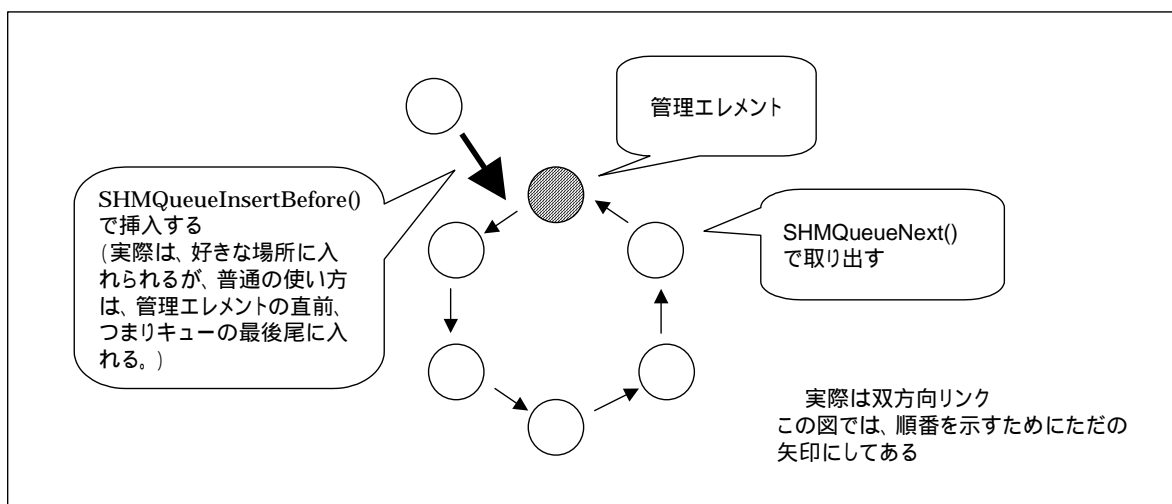 管理エレメント
SHMQueueInsertBefore()
で挿入する
(実際は、好きな場所に入
れられるが、普通の使い方
は、管理エレメントの直前、
つまりキューの最後尾に入
れる。)
SHMQueueNext()
で取り出す
実際は双方向リンク
この図では、順番を示すためにただの
矢印にしてある